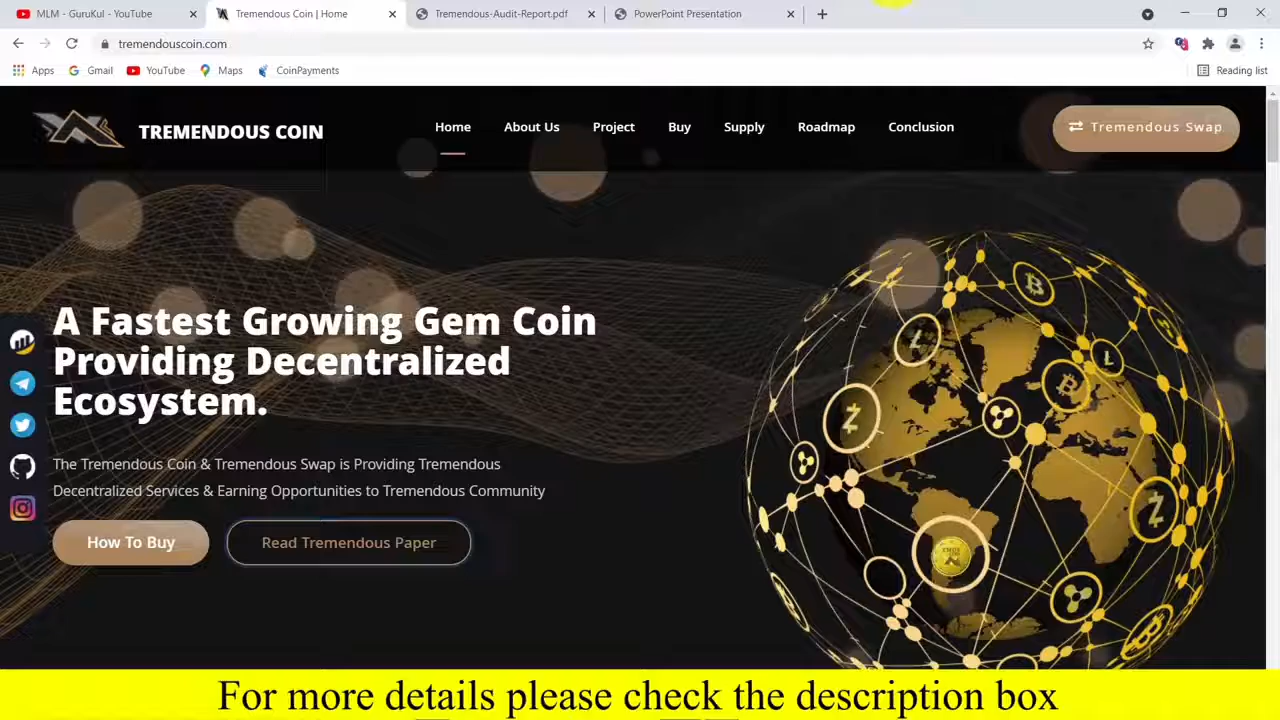 MLM - GuruKul - YouTube
Tremendous Coin | Home
Tremendous-Audit-Report.pdf
PowerPoint Presentation
tremendouscoin.com
Apps
Gmail
YouTube
Maps
CoinPayments
Reading list
TREMENDOUS COIN
Home
About Us
Project
Buy
Supply
Roadmap
Conclusion
Tremendous Swap
A Fastest Growing Gem Coin
Providing Decentralized
Ecosystem.
The Tremendous Coin & Tremendous Swap is Providing Tremendous
Decentralized Services & Earning Opportunities to Tremendous Community
How To Buy
Read Tremendous Paper
For more details please check the description box